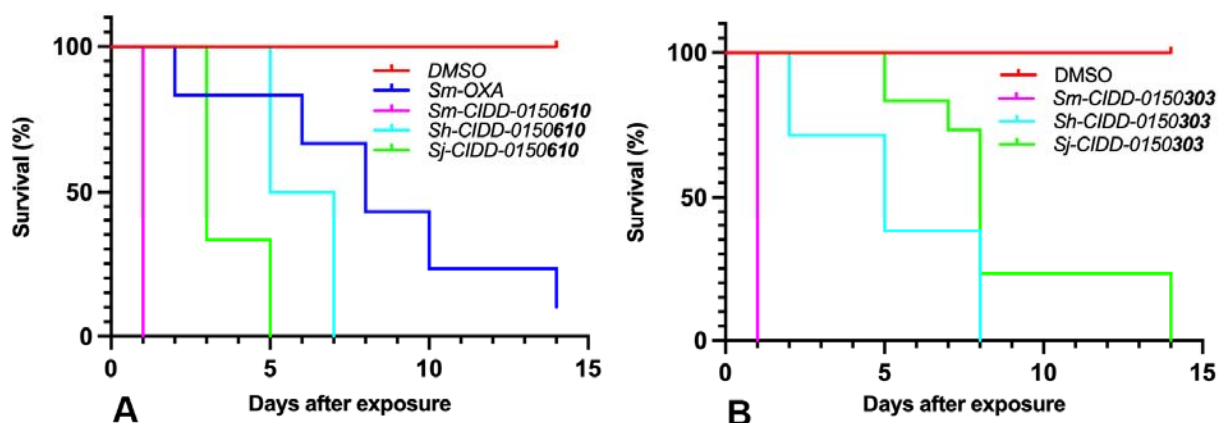 100
50
0
Survival (%)
0
5
10
15
Days after exposure
A
DMSO
Sm-OXA
Sm-CIDD-0150610
Sh-CIDD-0150610
Sj-CIDD-0150610
100
50
0
Survival (%)
0
5
10
15
Days after exposure
B
DMSO
Sm-CIDD-0150303
Sh-CIDD-0150303
Sj-CIDD-0150303